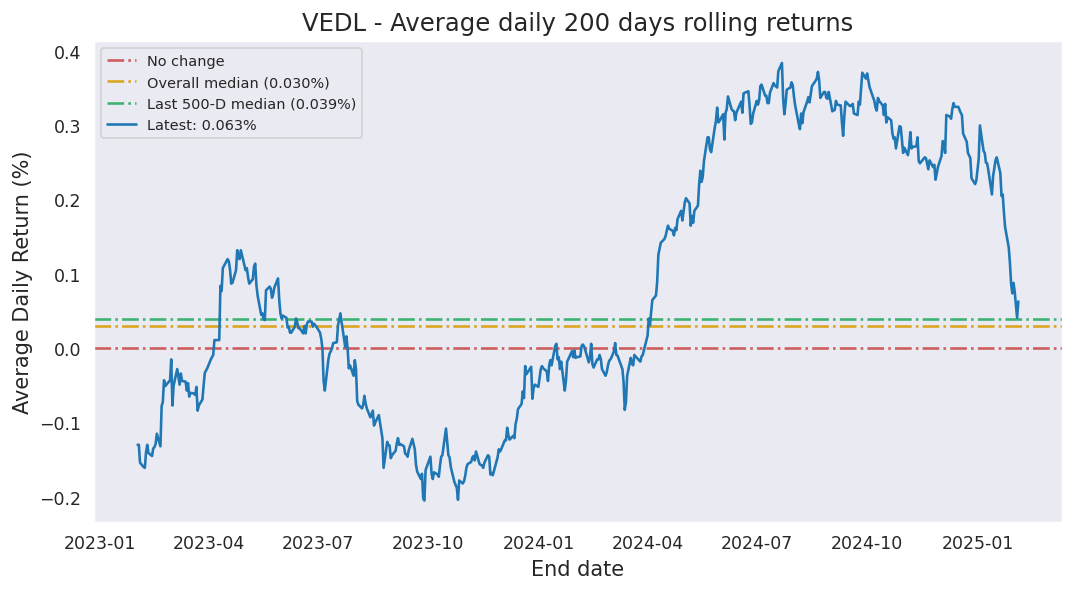 VEDL - Average daily 200 days rolling returns
No change
Overall median (0.030%)
Last 500-D median (0.039%)
Latest: 0.063%
Average Daily Return (%)
0.4
0.3
0.2
0.1
0.0
−0.1
−0.2
2023-01 2023-04 2023-07 2023-10 2024-01 2024-04 2024-07 2024-10 2025-01
End date